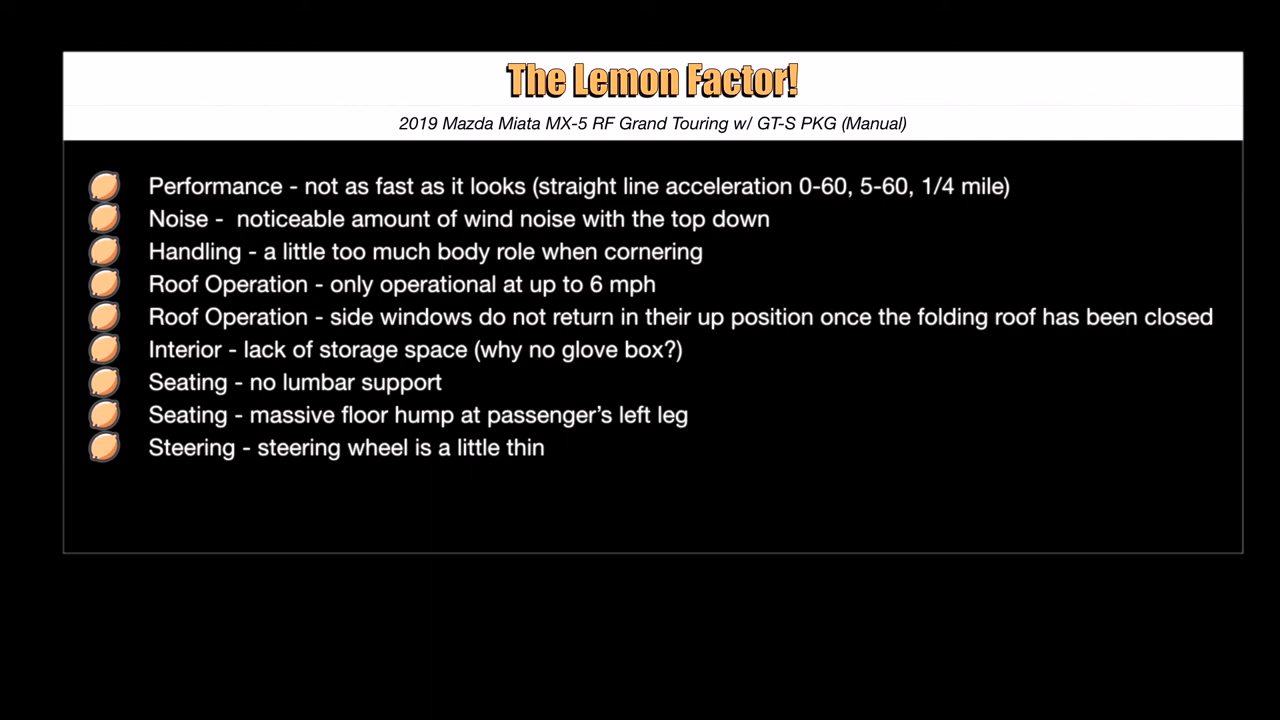 The Lemon Factor!
2019 Mazda Miata MX-5 RF Grand Touring w/ GT-S PKG (Manual)
Performance - not as fast as it looks (straight line acceleration 0-60, 5-60, 1/4 mile)
Noise -  noticeable amount of wind noise with the top down
Handling - a little too much body role when cornering
Roof Operation - only operational at up to 6 mph
Roof Operation - side windows do not return in their up position once the folding roof has been closed
Interior - lack of storage space (why no glove box?)
Seating - no lumbar support
Seating - massive floor hump at passenger’s left leg
Steering - steering wheel is a little thin